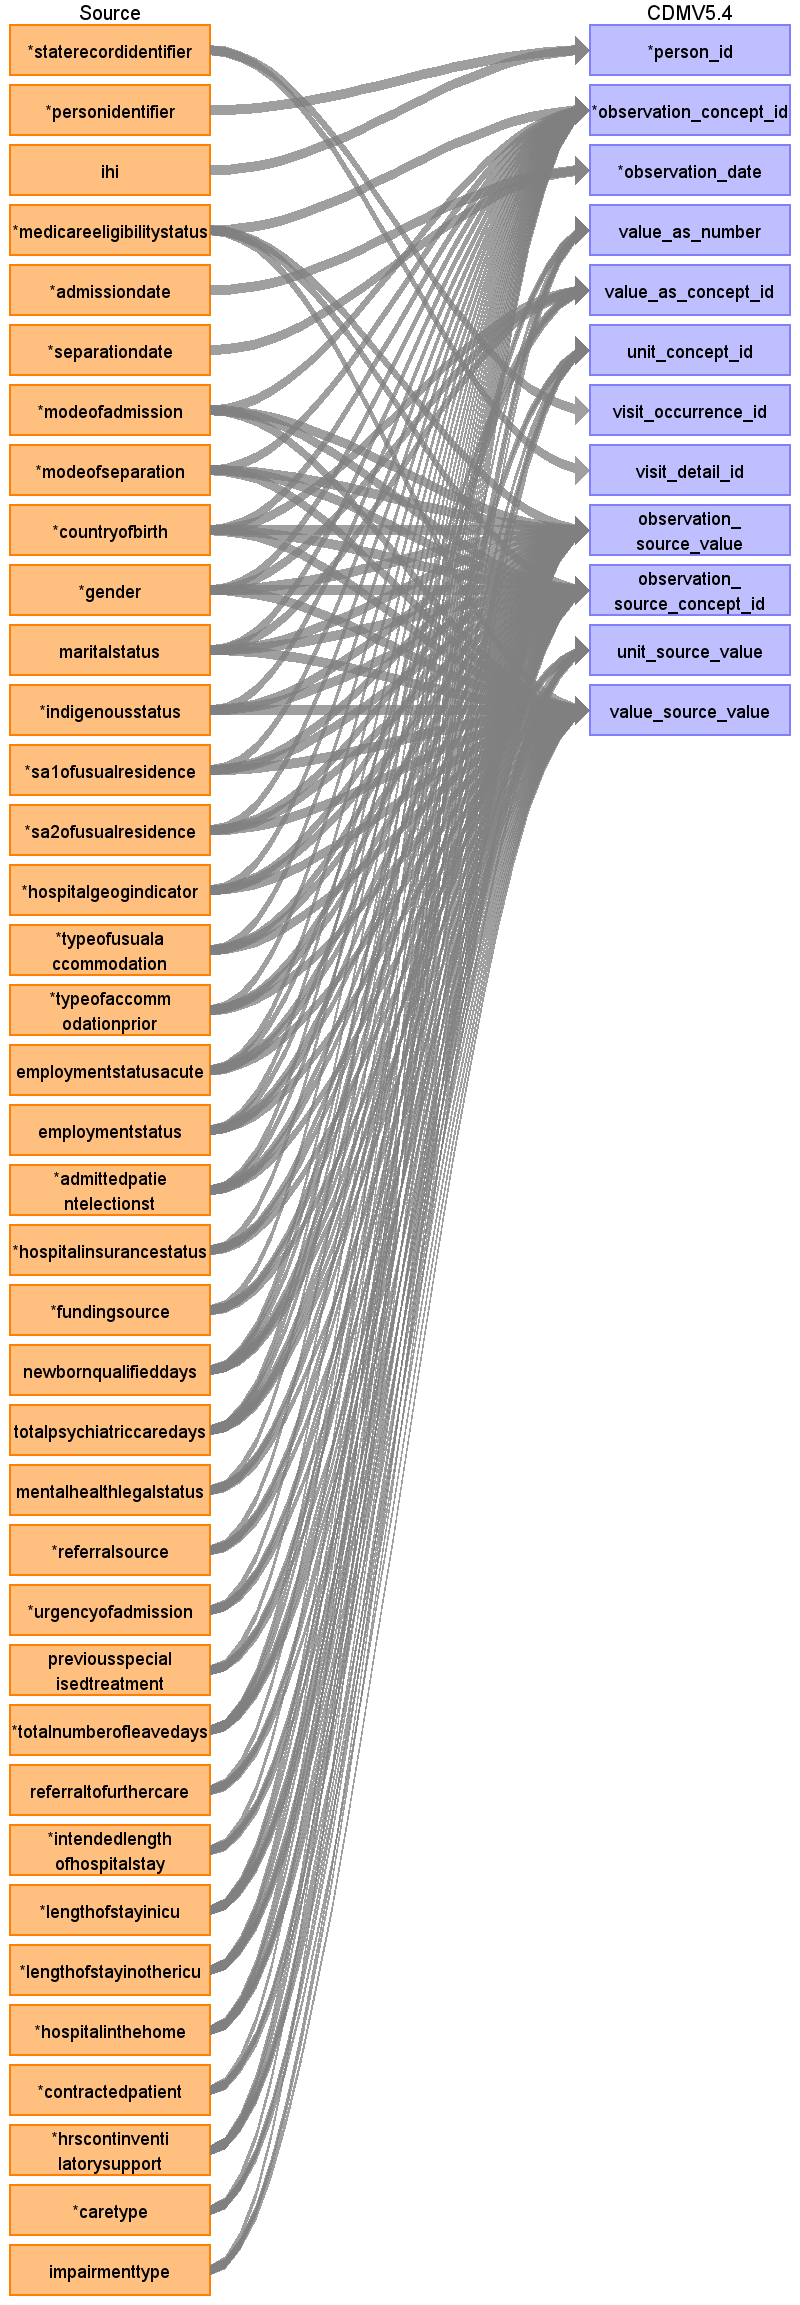 Source
*staterecordidentifier
*personidentifier
ihi
*medicareeligibilitystatus
*admissiondate
*separationdate
*modeofadmission
*modeofseparation
*countryofbirth
*gender
maritalstatus
*indigenousstatus
*sa1ofusualresidence
*sa2ofusualresidence
*hospitalgeogindicator
*typeofusuala
ccommodation
*typeofaccomm
odationprior
employmentstatusacute
employmentstatus
*admittedpatie
ntelectionst
*hospitalinsurancestatus
*fundingsource
newbornqualifieddays
totalpsychiatriccaredays
mentalhealthlegalstatus
*referralsource
*urgencyofadmission
previousspecial
isedtreatment
*totalnumberofleavedays
referraltofurthercare
*intendedlength
ofhospitalstay
*lengthofstayinicu
*lengthofstayinothericu
*hospitalinthehome
*contractedpatient
*hrscontinventi
latorysupport
*caretype
impairmenttype
CDMV5.4
*person_id
*observation_concept_id
*observation_date
value_as_number
value_as_concept_id
unit_concept_id
visit_occurrence_id
visit_detail_id
observation_
source_value
observation_
source_concept_id
unit_source_value
value_source_value